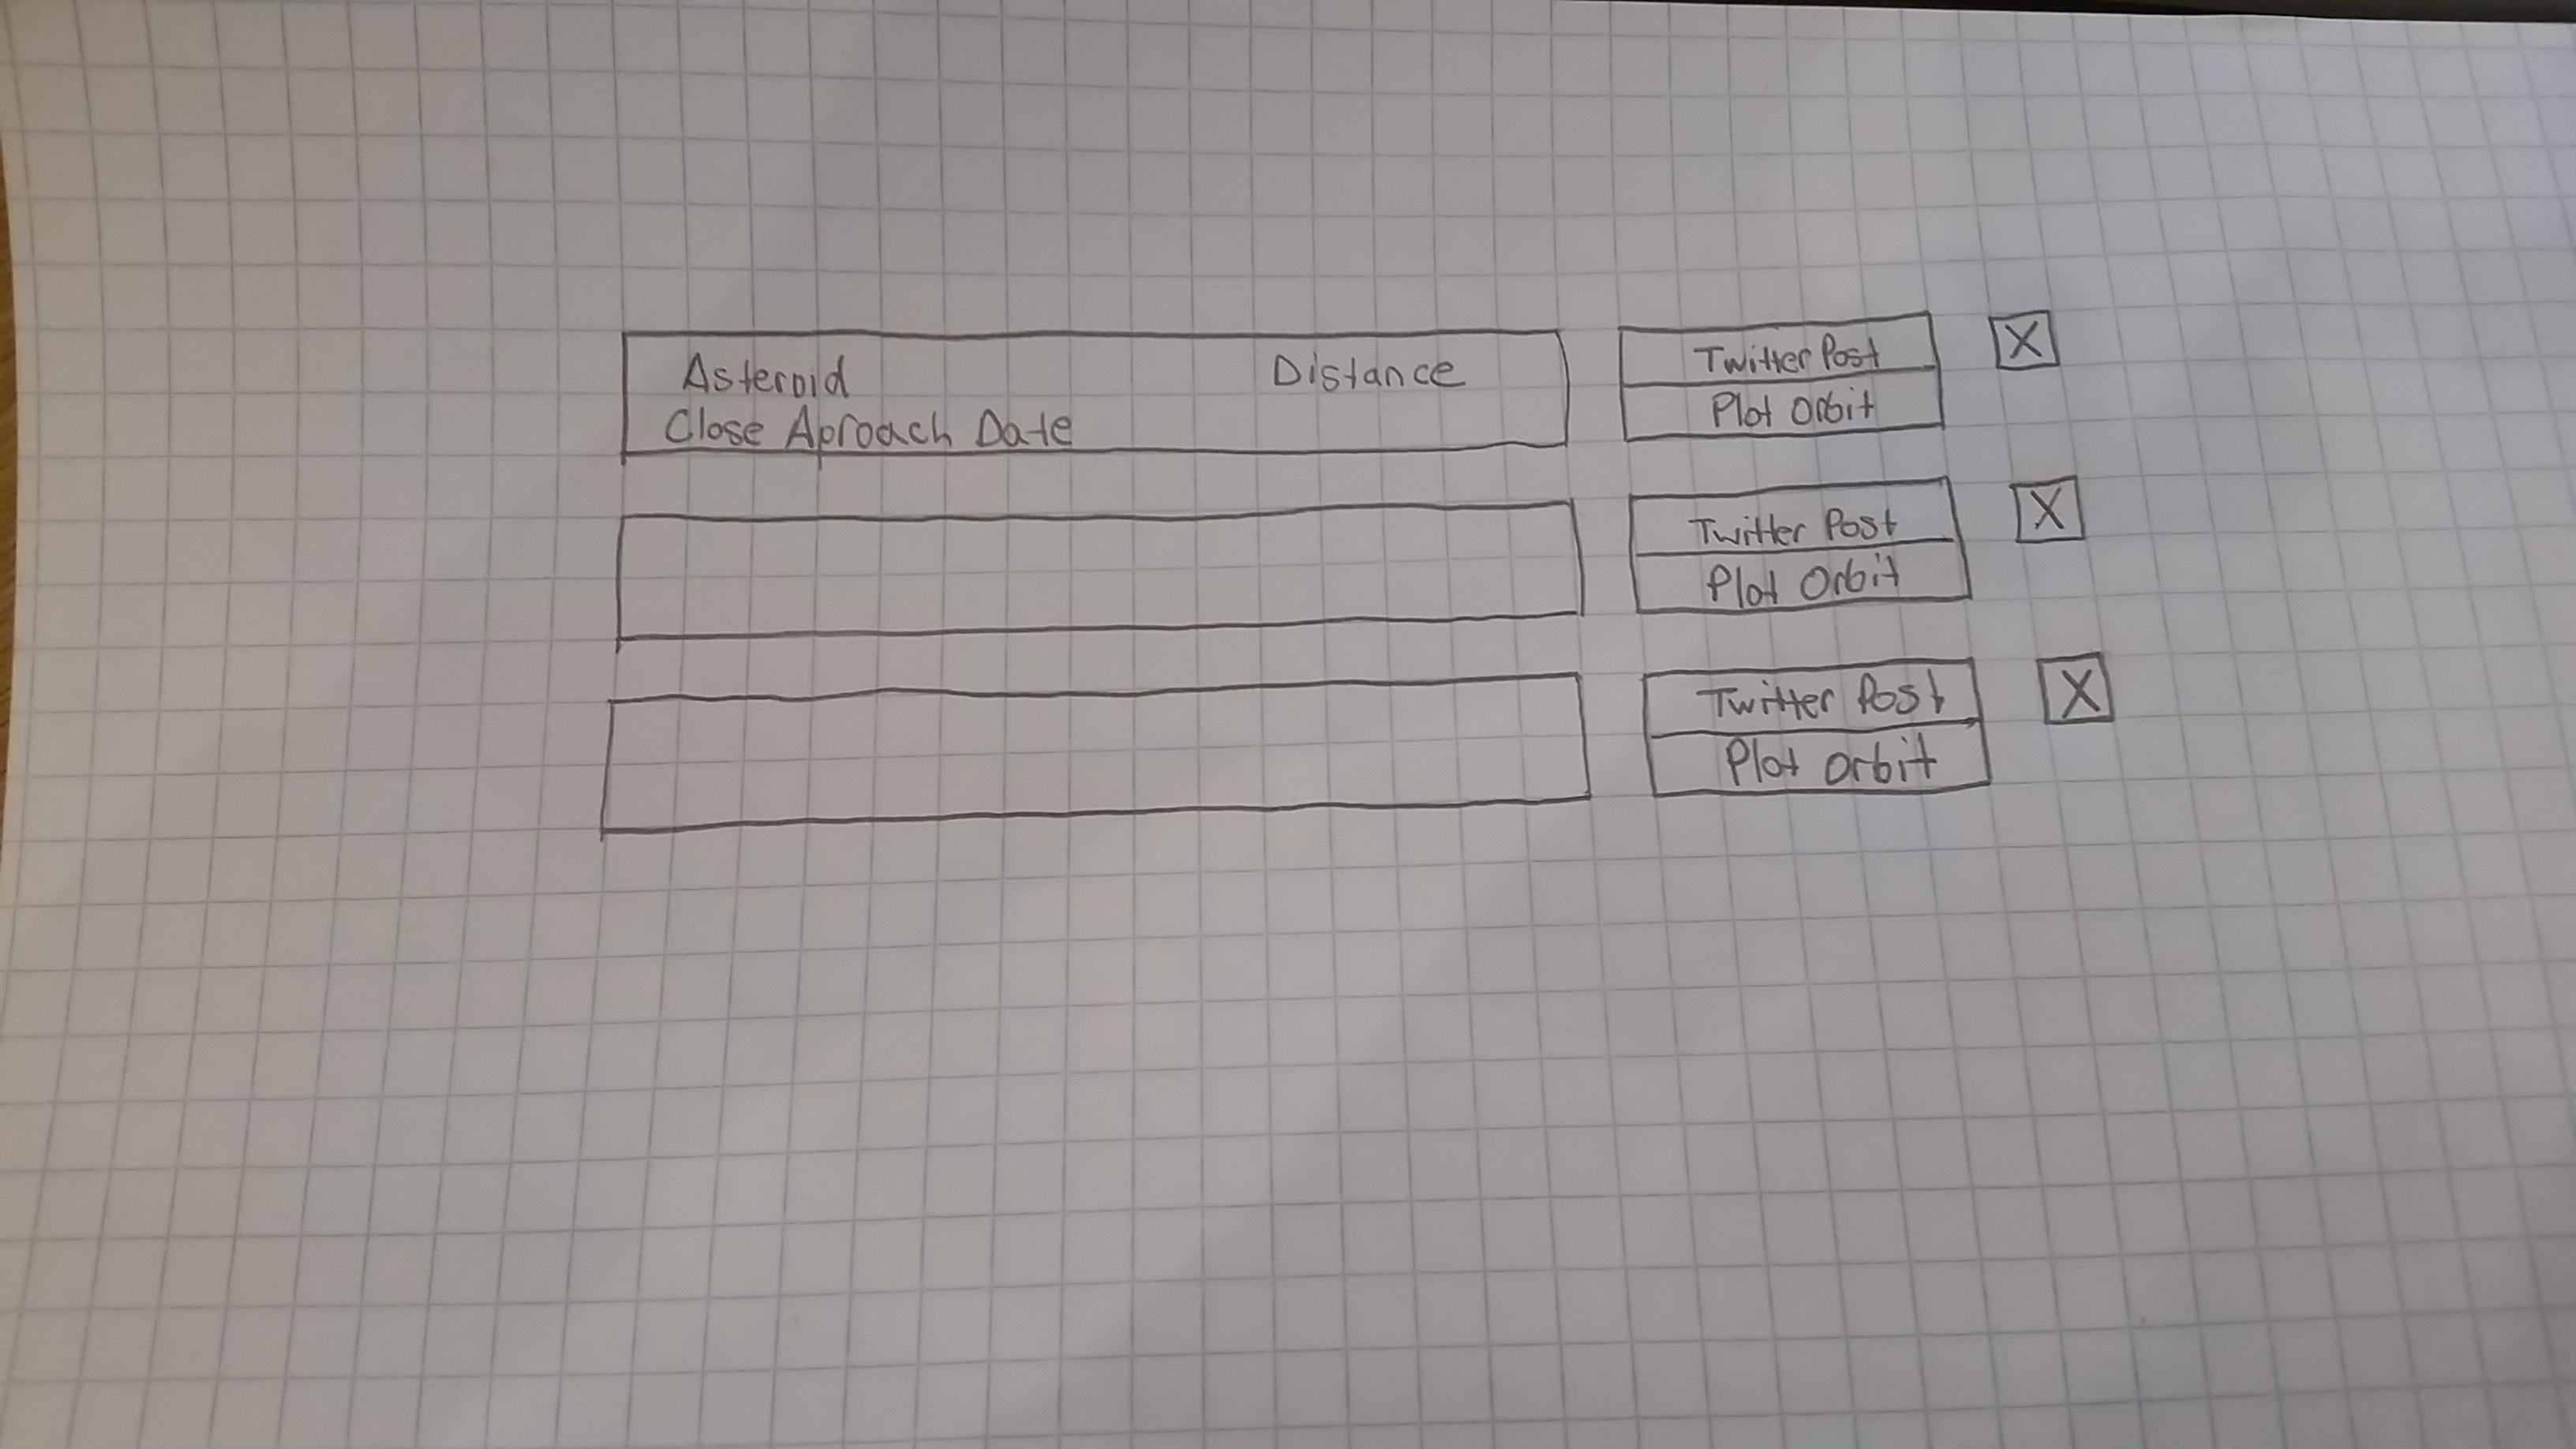 Asteroid Distance
Close Aproach Date
Twitter Post
Plot Orbit
X
Twitter Post
Plot Orbit
X
Twitter Post
Plot Orbit
X